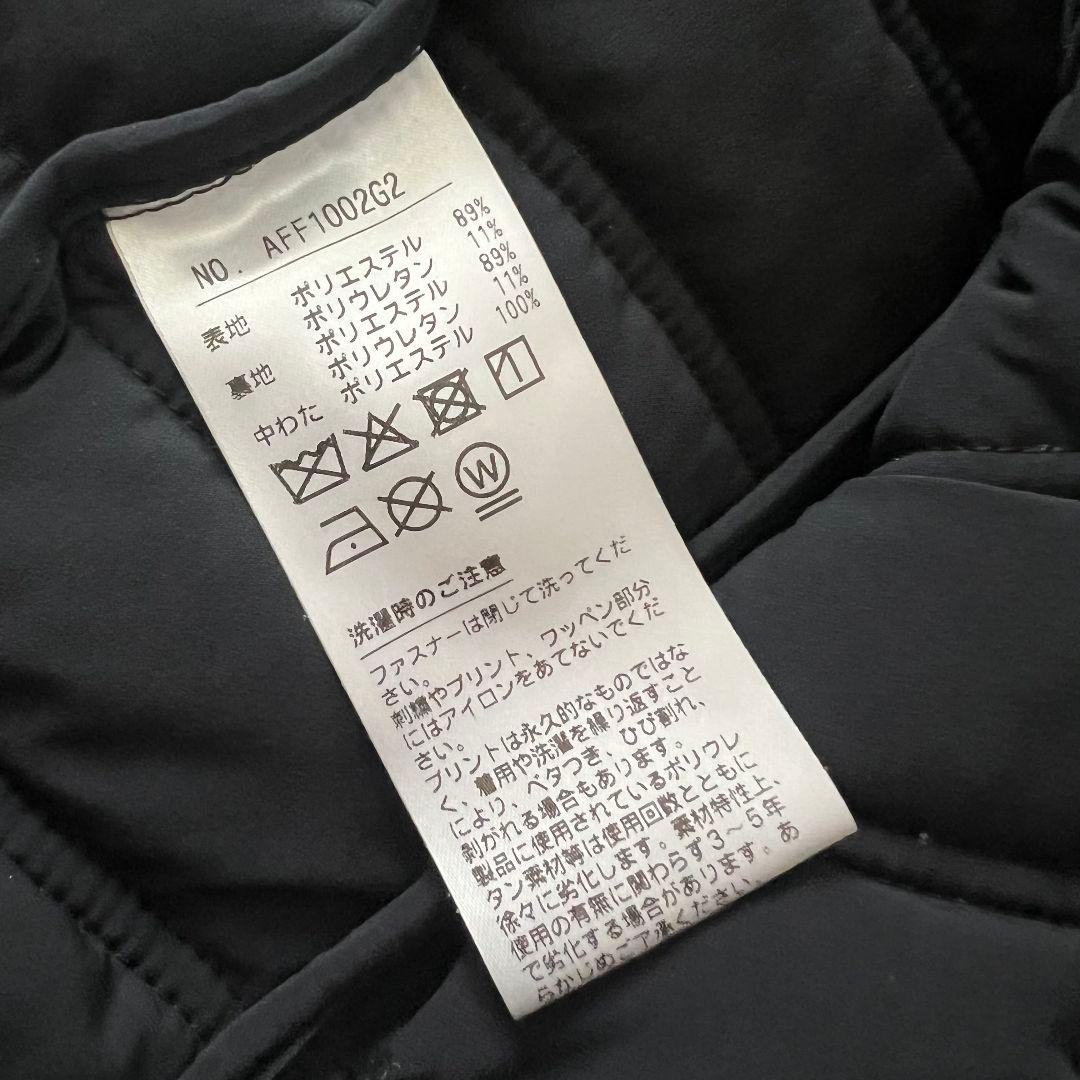 NO. AFF1002G2
表地 ポリエステル 89%
ポリウレタン 11%
裏地 ポリエステル 89%
ポリウレタン 11%
中わた ポリエステル 100%
W
洗濯時のご注意
ファスナーは閉じて洗ってくだ
さい。
刺繍やプリント、ワッペン部分
にはアイロンをあてないでくだ
さい。
プリントは永久的なものではな
く、着用や洗濯を繰り返すこと
により、ベタつき、ひび割れ、
剥がれる場合もあります。
製品に使用されているポリウレ
タン素材等は使用回数とともに
徐々に劣化します。素材特性上、
使用の有無に関わらず3～5年
で劣化する場合があります。あ
らかじめご了承ください。